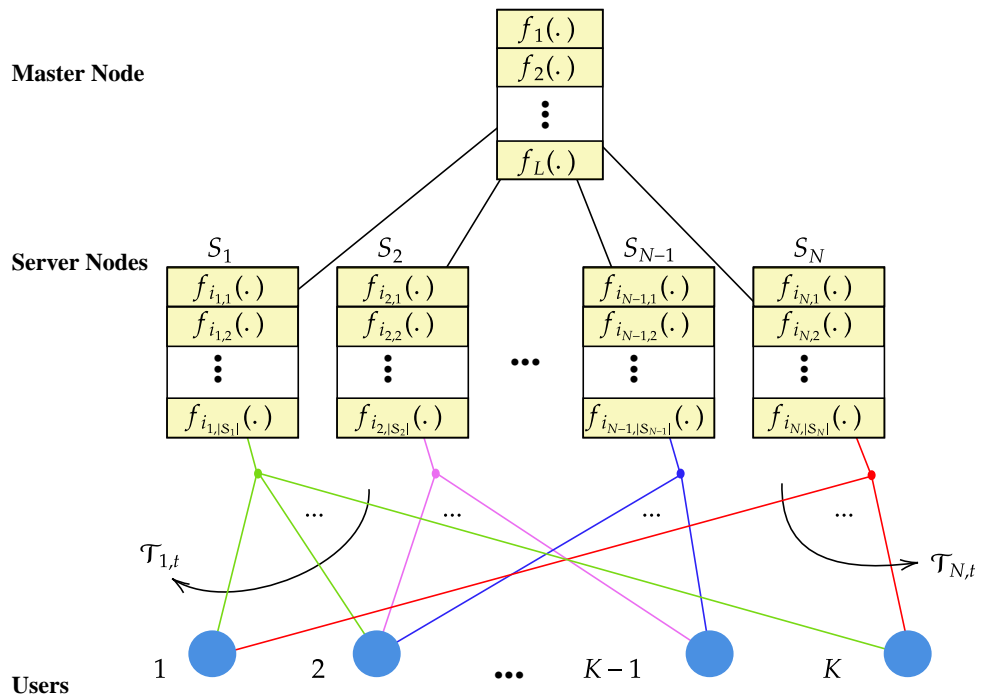 f_1(.)
Master Node
f_2(.)
⋮
f_L(.)
Server Nodes
S_1 S_2 S_{N−1} S_N
f_{i_{1,1}}(.) f_{i_{2,1}}(.) f_{i_{N−1,1}}(.) f_{i_{N,1}}(.)
f_{i_{1,2}}(.) f_{i_{2,2}}(.) f_{i_{N−1,2}}(.) f_{i_{N,2}}(.)
⋮ ⋮ ... ⋮ ⋮
f_{i_{1,|𝒮_1|}}(.) f_{i_{2,|𝒮_2|}}(.) f_{i_{N−1,|𝒮_{N−1}|}}(.) f_{i_{N,|𝒮_N|}}(.)
... ... ... ...
𝒯_{1,t} 𝒯_{N,t}
1 2 ... K − 1 K
Users